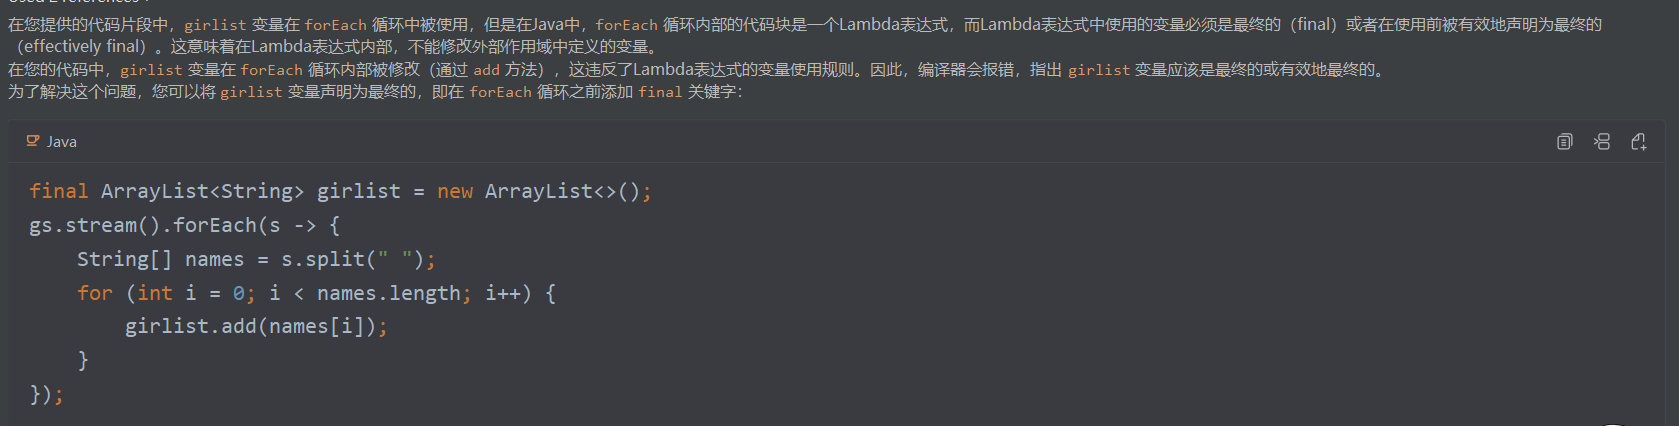 在您提供的代码片段中，girlist 变量在 forEach 循环中被使用，但是在Java中，forEach 循环内部的代码块是一个Lambda表达式，而Lambda表达式中使用的变量必须是最终的（final）或者在使用前被有效地声明为最终的
（effectively final）。这意味着在Lambda表达式内部，不能修改外部作用域中定义的变量。
在您的代码中，girlist 变量在 forEach 循环内部被修改（通过 add 方法），这违反了Lambda表达式的变量使用规则。因此，编译器会报错，指出 girlist 变量应该是最终的或有效地最终的。
为了解决这个问题，您可以将 girlist 变量声明为最终的，即在 forEach 循环之前添加 final 关键字：
Java
final ArrayList<String> girlist = new ArrayList<>();
gs.stream().forEach(s -> {
    String[] names = s.split(" ");
    for (int i = 0; i < names.length; i++) {
        girlist.add(names[i]);
    }
});